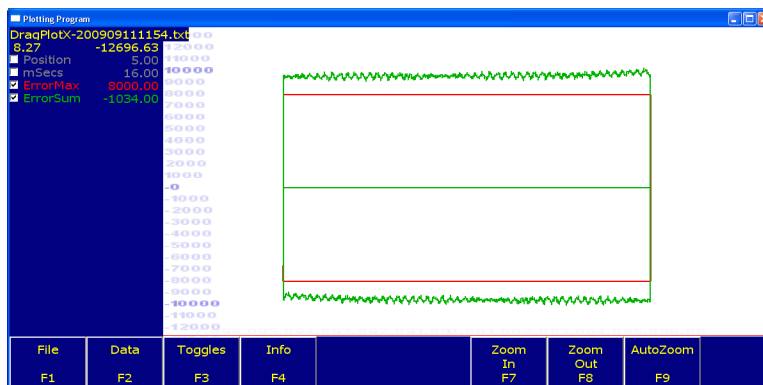 Plotting Program
DragPlotX-200909111154.txt
8.27 -12696.63 12000
Position 5.00 11000
mSecs 16.00 10000
9000
ErrorMax 8000.00 8000
ErrorSum -1034.00 7000
6000
5000
4000
3000
2000
1000
-0
-1000
-2000
-3000
-4000
-5000
-6000
-7000
-8000
-9000
-10000
-11000
-12000
File Data Toggles Info Zoom In Zoom Out AutoZoom
F1 F2 F3 F4 F7 F8 F9